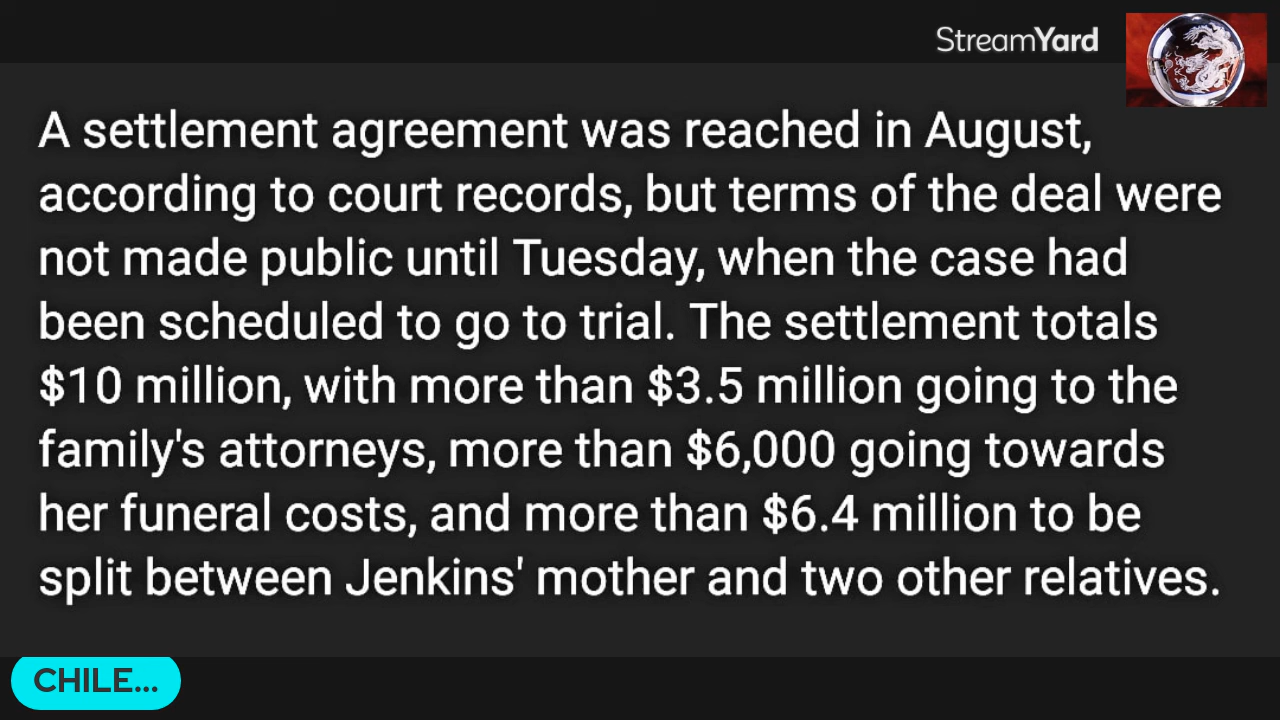 StreamYard
A settlement agreement was reached in August,
according to court records, but terms of the deal were
not made public until Tuesday, when the case had
been scheduled to go to trial. The settlement totals
$10 million, with more than $3.5 million going to the
family's attorneys, more than $6,000 going towards
her funeral costs, and more than $6.4 million to be
split between Jenkins' mother and two other relatives.
CHILE...